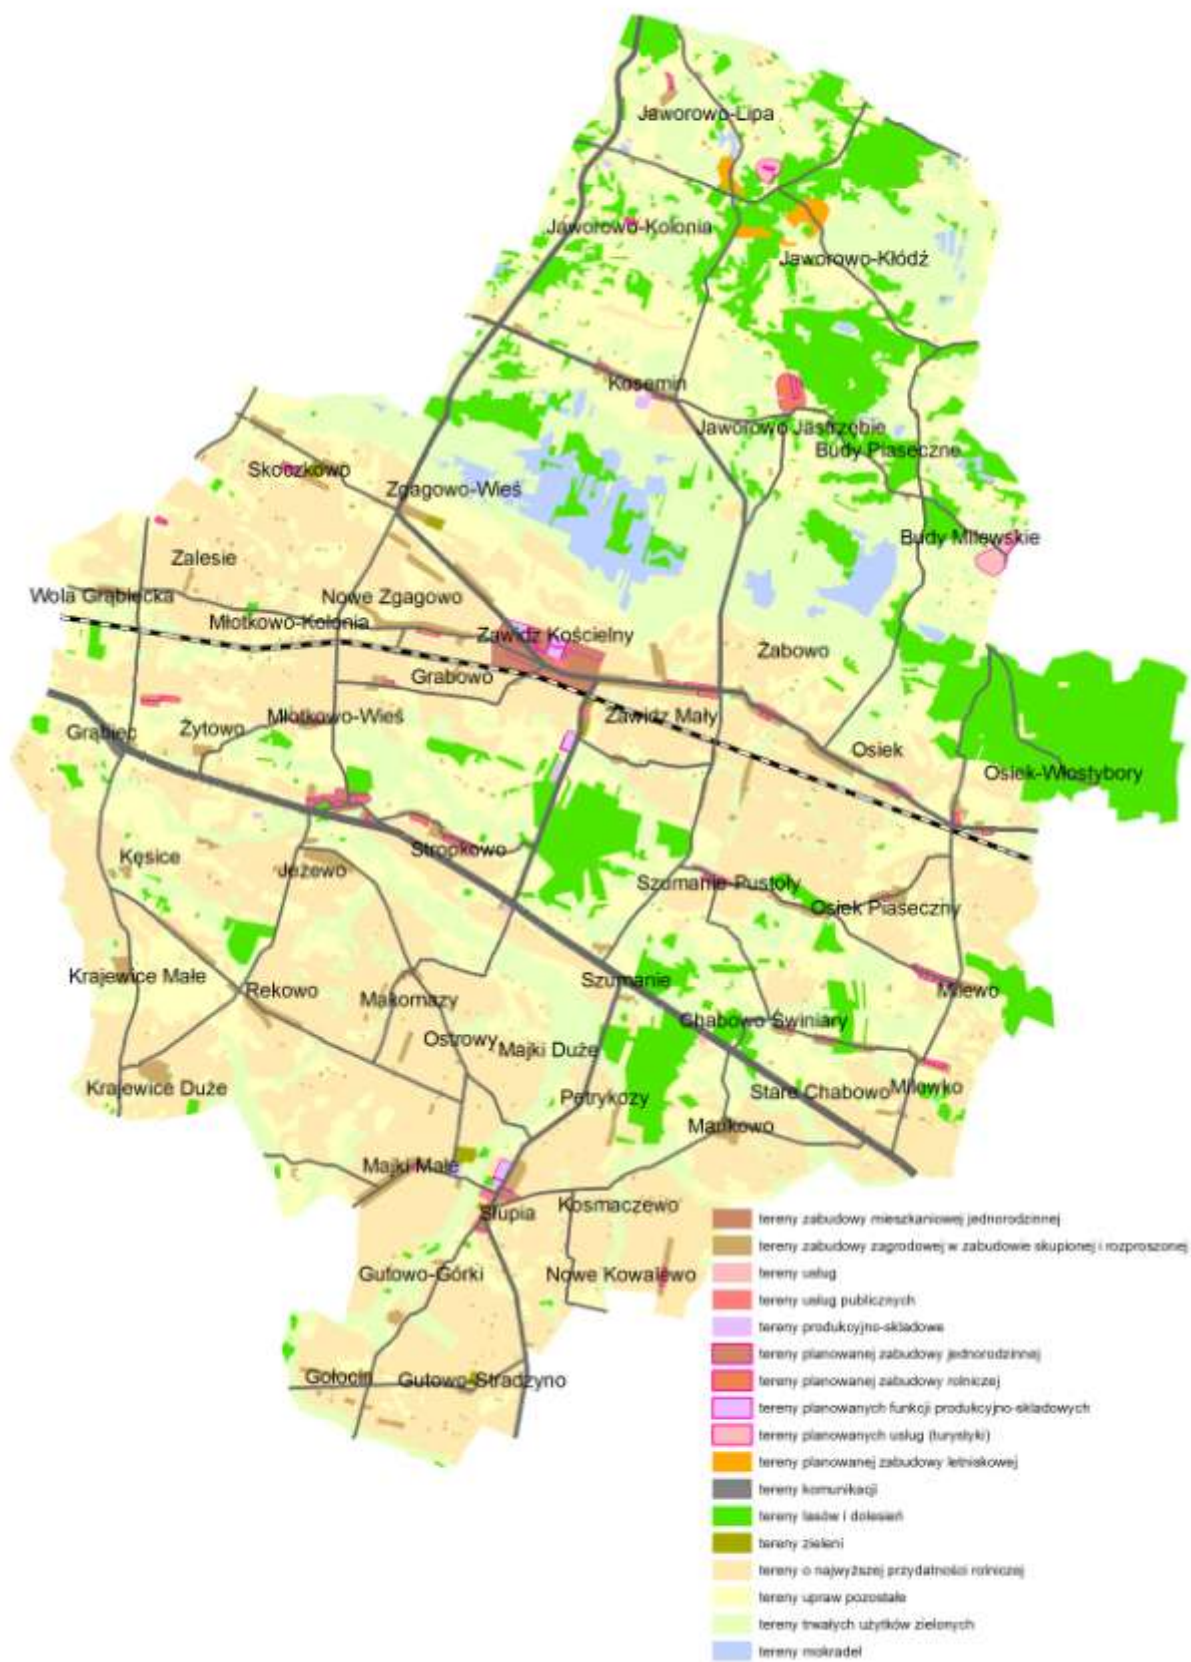 Jaworowo-Lipa
Jaworowo-Kolonia
Jaworowo-Kłódź
Kosemin
Jaworowo Jastrzębie
Budy Piaseczne
Skoczkowo
Zgagowo-Wieś
Budy Milewskie
Zalesie
Wola Grąbiecka
Nowe Zgagowo
Młotkowo-Kolonia
Zawidz Kościelny
Żabowo
Grabowo
Młotkowo-Wieś
Zawidz Mały
Grąbiec
Żytowo
Osiek
Osiek-Włostybory
Stropkowo
Kęsice
Jeżewo
Szumanie-Pustoły
Osiek Piaseczny
Krajewice Małe
Rekowo
Makomazy
Szumanie
Milewo
Chabowo-Świniary
Ostrowy
Majki Duże
Krajewice Duże
Petrykozy
Stare Chabowo
Milewko
Mańkowo
Majki Małe
Słupia
Kosmaczewo
Gutowo-Górki
Nowe Kowalewo
Gołocin
Gutowo-Stradzyno
tereny zabudowy mieszkaniowej jednorodzinnej
tereny zabudowy zagrodowej w zabudowie skupionej i rozproszonej
tereny usług
tereny usług publicznych
tereny produkcyjno-składowe
tereny planowanej zabudowy jednorodzinnej
tereny planowanej zabudowy rolniczej
tereny planowanych funkcji produkcyjno-składowych
tereny planowanych usług (turystyki)
tereny planowanej zabudowy letniskowej
tereny komunikacji
tereny lasów i dolesień
tereny zieleni
tereny o najwyższej przydatności rolniczej
tereny upraw pozostałe
tereny trwałych użytków zielonych
tereny mokradeł